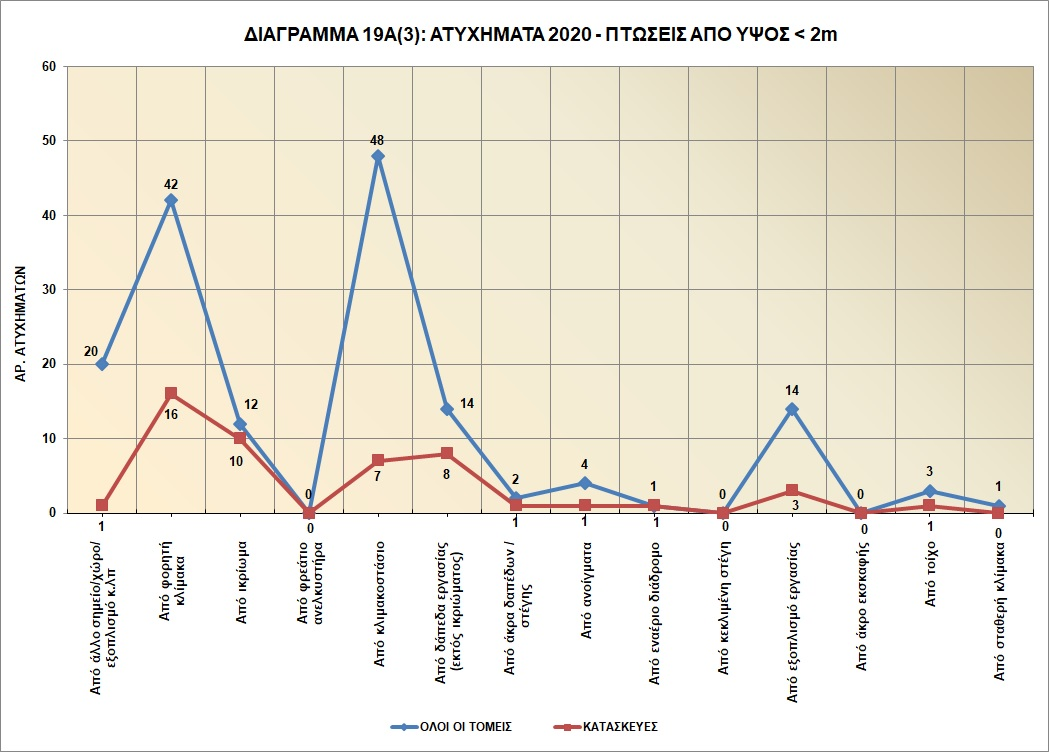 ΔΙΑΓΡΑΜΜΑ 19Α(3): ΑΤΥΧΗΜΑΤΑ 2020 - ΠΤΩΣΕΙΣ ΑΠΟ ΥΨΟΣ < 2m
ΑΡ. ΑΤΥΧΗΜΑΤΩΝ
60
50
40
30
20
10
0
20
42
12
0
48
14
2
4
1
0
14
0
3
1
1
16
10
0
7
8
1
1
1
0
3
0
1
0
Από άλλο σημείο/χώρο/
εξοπλισμό κ.λπ
Από φορητή
κλίμακα
Από ικρίωμα
Από φρεάτιο
ανελκυστήρα
Από κλιμακοστάσιο
Από δάπεδα εργασίας
(εκτός ικριώματος)
Από άκρα δαπέδων /
στέγης
Από ανοίγματα
Από εναέριο διάδρομο
Από κεκλιμένη στέγη
Από εξοπλισμό εργασίας
Από άκρο εκσκαφής
Από τοίχο
Από σταθερή κλίμακα
ΟΛΟΙ ΟΙ ΤΟΜΕΙΣ
ΚΑΤΑΣΚΕΥΕΣ